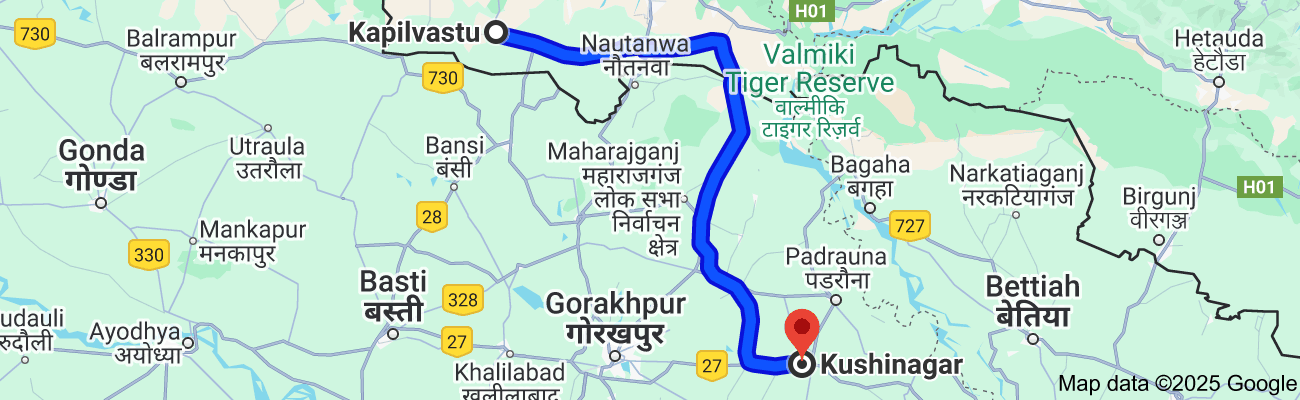 H01
730
Kapilvastu
Balrampur
बलरामपुर
Nautanwa
नौतनवा
Valmiki
Tiger Reserve
वाल्मीकि
टाइगर रिज़र्व
Hetauda
हेटौडा
730
Gonda
गोण्डा
Utraula
उतरौला
Bansi
बंसी
Maharajganj
महाराजगंज
लोक सभा
निर्वाचन
क्षेत्र
Bagaha
बगहा
Narkatiaganj
नरकटियागंज
H01
Birgunj
वीरगञ्ज
Mankapur
मनकापुर
28
727
330
Padrauna
पडरौना
Basti
बस्ती
328
Gorakhpur
गोरखपुर
Bettiah
बेतिया
udauli
रुदौली
Ayodhya
अयोध्या
27
Khalilabad
खलीलाबाद
27
Kushinagar
Map data ©2025 Google